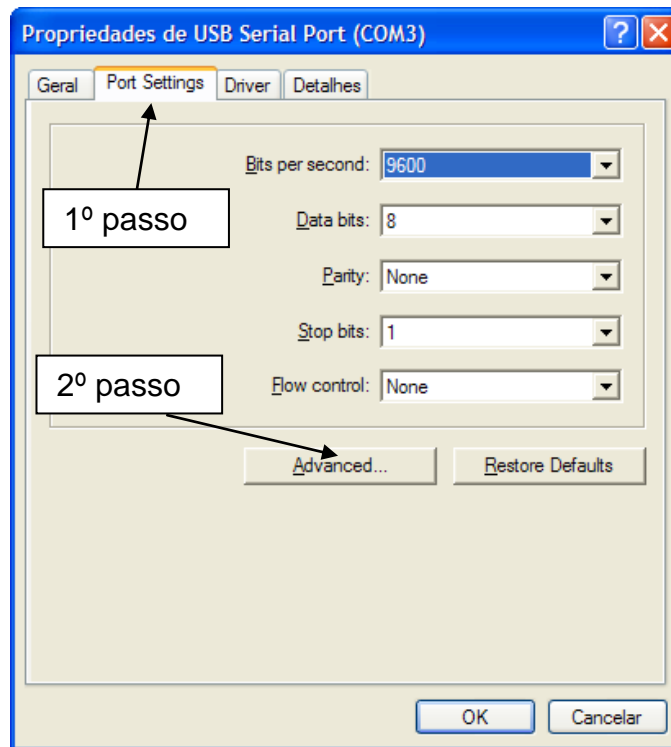 Propriedades de USB Serial Port (COM3)
Geral Port Settings Driver Detalhes
Bits per second: 9600
1º passo
Data bits: 8
Parity: None
Stop bits: 1
2º passo
Flow control: None
Advanced... Restore Defaults
OK Cancelar